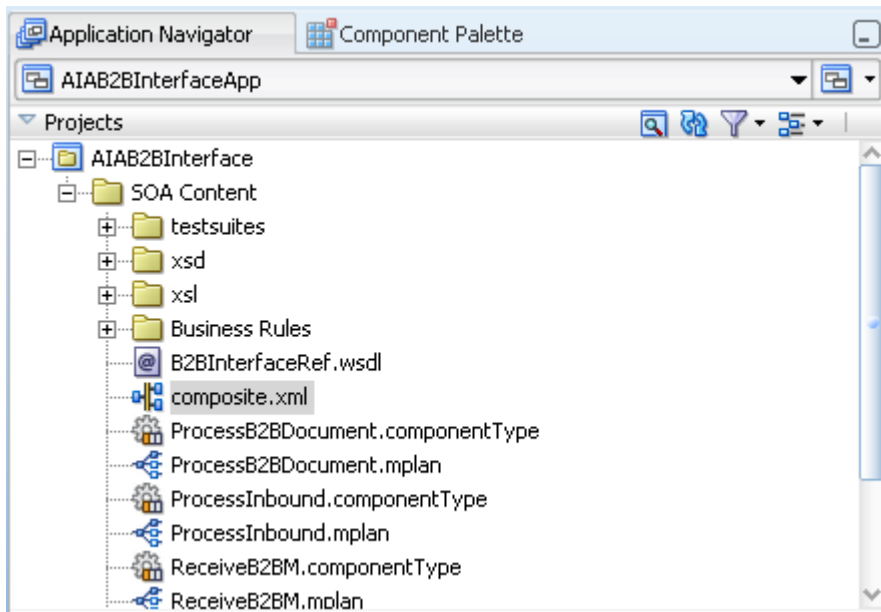 Application Navigator
Component Palette
AIAB2BInterfaceApp
Projects
AIAB2BInterface
SOA Content
testsuites
xsd
xsl
Business Rules
B2BInterfaceRef.wsdl
composite.xml
ProcessB2BDocument.componentType
ProcessB2BDocument.mplan
ProcessInbound.componentType
ProcessInbound.mplan
ReceiveB2BM.componentType
ReceiveB2BM.mplan